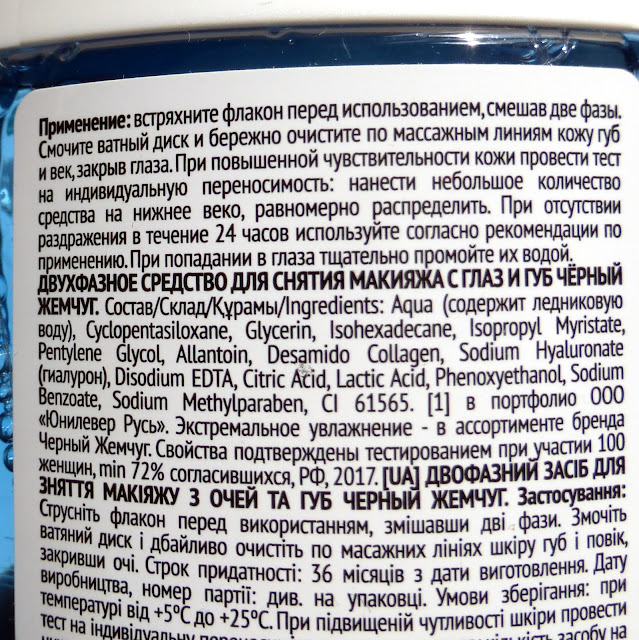 Применение: встряхните флакон перед использованием, смешав две фазы.
Смочите ватный диск и бережно очистите по массажным линиям кожу губ
и век, закрыв глаза. При повышенной чувствительности кожи провести тест
на индивидуальную переносимость: нанести небольшое количество
средства на нижнее веко, равномерно распределить. При отсутствии
раздражения в течение 24 часов используйте согласно рекомендации по
применению. При попадании в глаза тщательно промойте их водой.
ДВУХФАЗНОЕ СРЕДСТВО ДЛЯ СНЯТИЯ МАКИЯЖА С ГЛАЗ И ГУБ ЧЁРНЫЙ
ЖЕМЧУГ. Состав/Склад/Құрамы/Ingredients: Aqua (содержит ледниковую
воду), Cyclopentasiloxane, Glycerin, Isohexadecane, Isopropyl Myristate,
Pentylene Glycol, Allantoin, Desamido Collagen, Sodium Hyaluronate
(гиалурон), Disodium EDTA, Citric Acid, Lactic Acid, Phenoxyethanol, Sodium
Benzoate, Sodium Methylparaben, CI 61565. [1] в портфолио ООО
«Юнилевер Русь». Экстремальное увлажнение - в ассортименте бренда
Черный Жемчуг. Свойства подтверждены тестированием при участии 100
женщин, min 72% согласившихся, РФ, 2017. [UA] ДВОФАЗНИЙ ЗАСІБ ДЛЯ
ЗНЯТТЯ МАКІЯЖУ З ОЧЕЙ ТА ГУБ ЧЕРНЫЙ ЖЕМЧУГ. Застосування:
Струсніть флакон перед використанням, змішавши дві фази. Змочіть
ватяний диск і дбайливо очистіть по масажних лініях шкіру губ і повік,
закривши очі. Строк придатності: 36 місяців з дати виготовлення. Дату
виробництва, номер партії: див. на упаковці. Умови зберігання: при
температурі від +5°C до +25°C. При підвищеній чутливості шкіри провести
тест на індивідуальну засобу на